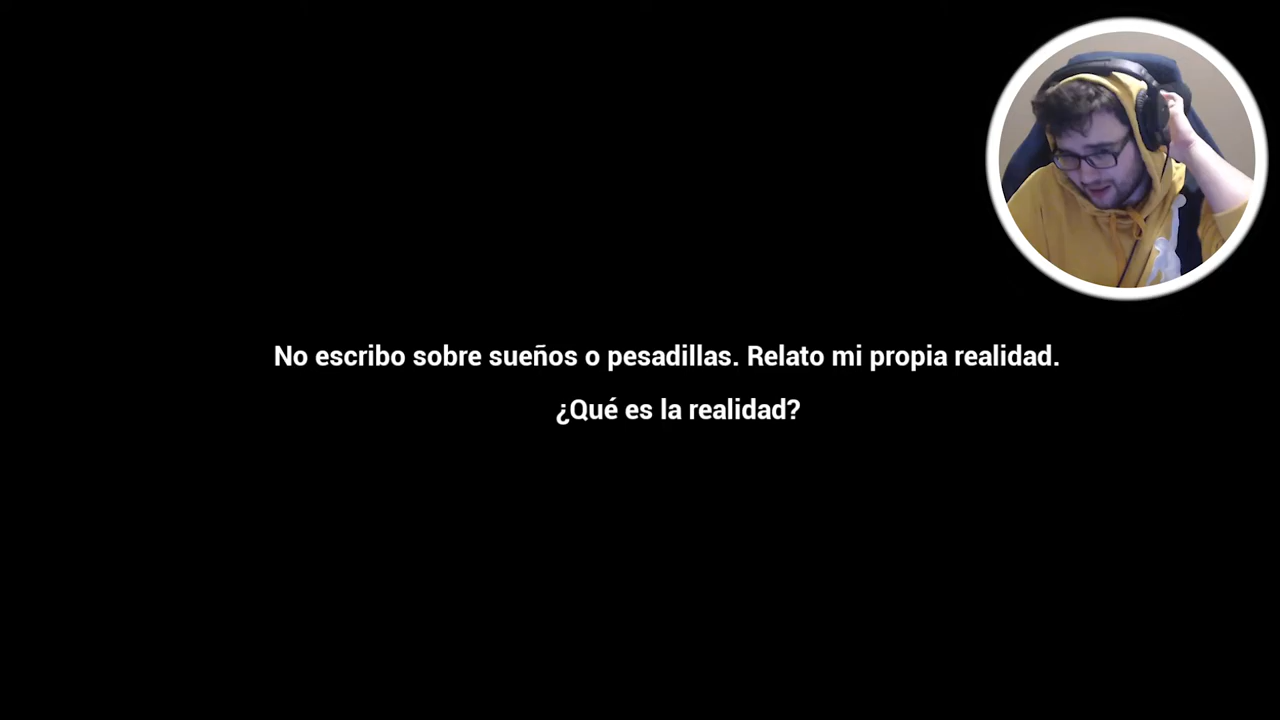 No escribo sobre sueños o pesadillas. Relato mi propia realidad.
¿Qué es la realidad?